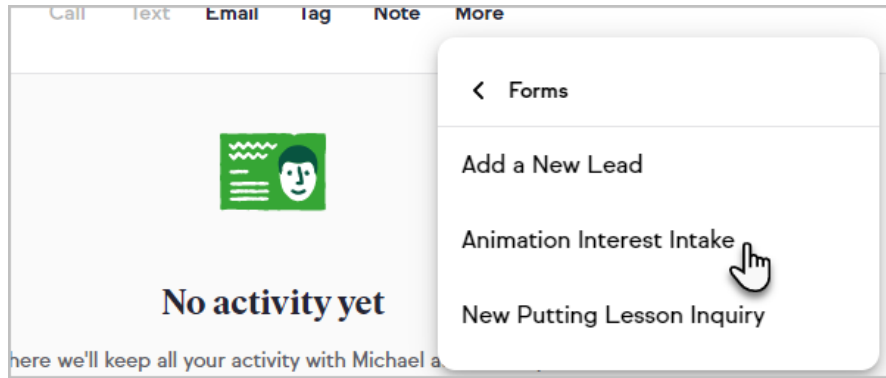 Call Text Email Tag Note More
Forms
Add a New Lead
Animation Interest Intake
New Putting Lesson Inquiry
No activity yet
here we'll keep all your activity with Michael a